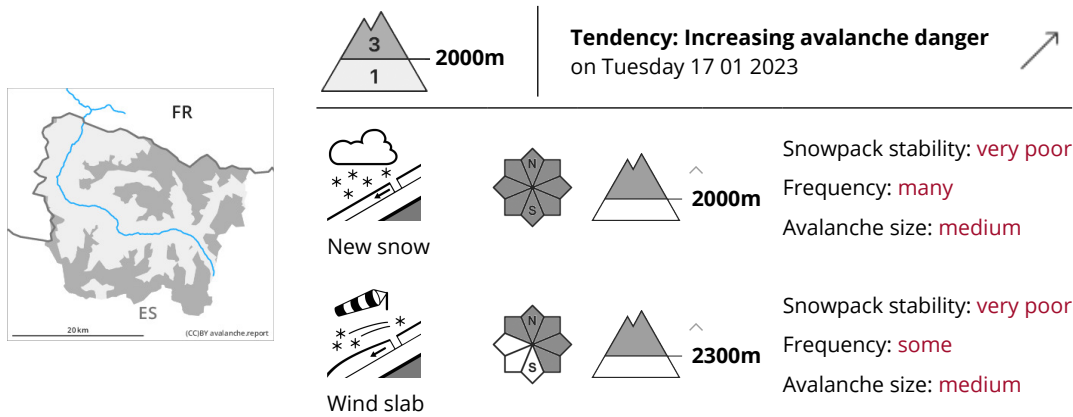 3
1
2000m
Tendency: Increasing avalanche danger
on Tuesday 17 01 2023
FR
ES
20 km
(CC)BY avalanche.report
New snow
N
S
2000m
Snowpack stability: very poor
Frequency: many
Avalanche size: medium
Wind slab
N
S
2300m
Snowpack stability: very poor
Frequency: some
Avalanche size: medium